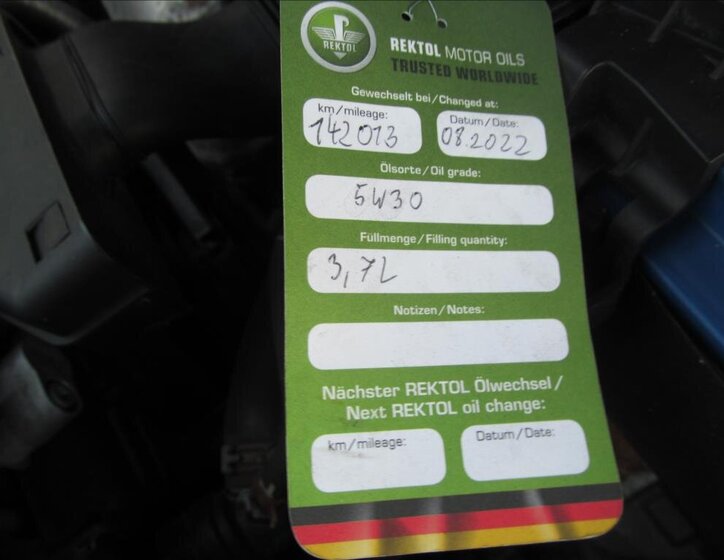 REKTOL
REKTOL MOTOR OILS
TRUSTED WORLDWIDE
Gewechselt bei/Changed at:
km/mileage: Datum/Date:
142013 08.2022
Ölsorte/Oil grade:
5W30
Füllmenge/Filling quantity:
3,7L
Notizen/Notes:
Nächster REKTOL Ölwechsel/
Next REKTOL oil change:
km/mileage: Datum/Date: